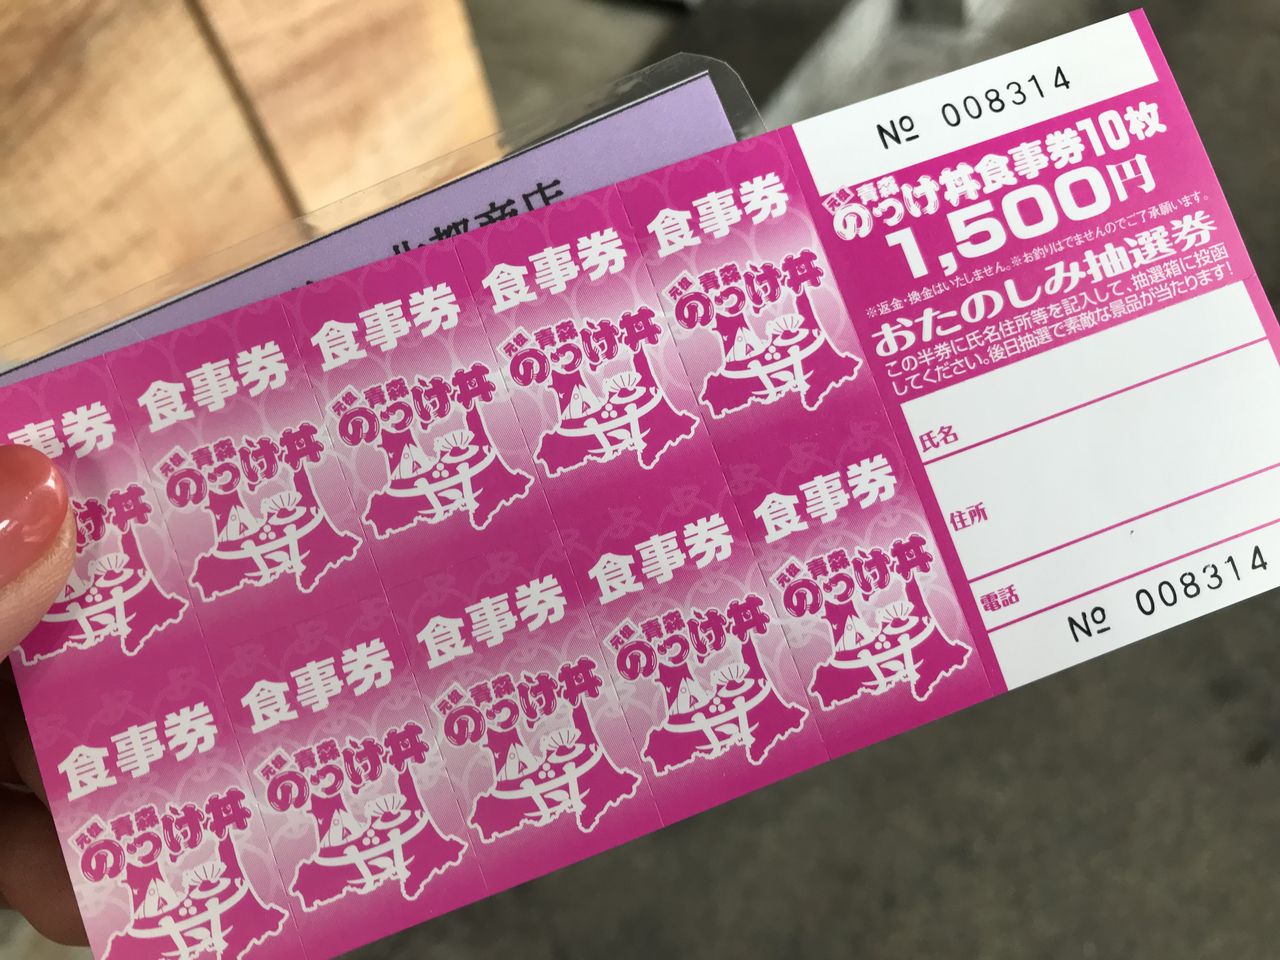 北都商店
№ 008314
元祖 青森
のっけ丼食事券10枚
1,500円
※返金・換金はいたしません。※お釣りはでませんのでご了承願います。
おたのしみ抽選券
この半券に氏名住所等を記入して、抽選箱に投函
してください。後日抽選で素敵な景品が当たります!
氏名
住所
電話
№ 008314
事券
け丼
食事券
元祖 青森
のっけ丼
食事券
元祖 青森
のっけ丼
食事券
元祖 青森
のっけ丼
食事券
元祖 青森
のっけ丼
食事券
元祖 青森
のっけ丼
食事券
元祖 青森
のっけ丼
食事券
元祖 青森
のっけ丼
食事券
元祖 青森
のっけ丼
食事券
元祖 青森
のっけ丼